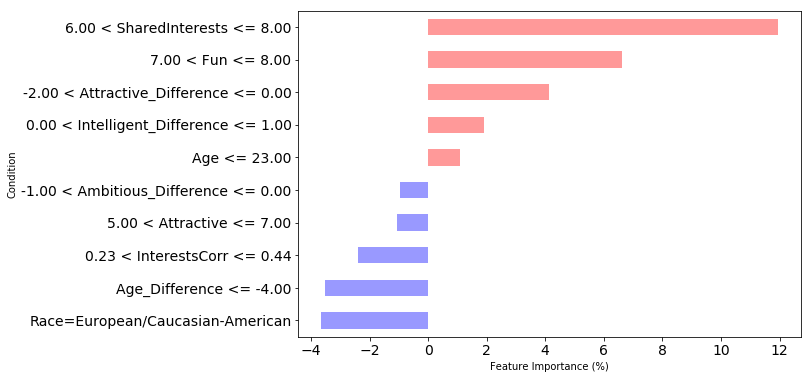 6.00 < SharedInterests <= 8.00
7.00 < Fun <= 8.00
-2.00 < Attractive_Difference <= 0.00
0.00 < Intelligent_Difference <= 1.00
Age <= 23.00
-1.00 < Ambitious_Difference <= 0.00
5.00 < Attractive <= 7.00
0.23 < InterestsCorr <= 0.44
Age_Difference <= -4.00
Race=European/Caucasian-American
Condition
−4 −2 0 2 4 6 8 10 12
Feature Importance (%)